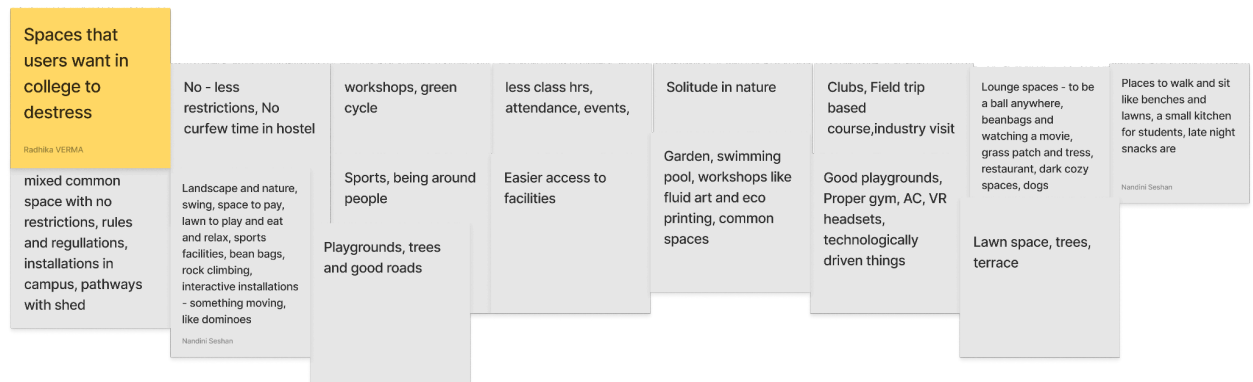 Spaces that
users want in
college to
destress
Radhika VERMA
mixed common
space with no
restrictions, rules
and regullations,
installations in
campus, pathways
with shed
No - less
restrictions, No
curfew time in hostel
Landscape and nature,
swing, space to pay,
lawn to play and eat
and relax, sports
facilities, bean bags,
rock climbing,
interactive installations
- something moving,
like dominoes
Nandini Seshan
workshops, green
cycle
Sports, being around
people
Playgrounds, trees
and good roads
less class hrs,
attendance, events,
Easier access to
facilities
Solitude in nature
Garden, swimming
pool, workshops like
fluid art and eco
printing, common
spaces
Clubs, Field trip
based
course,industry visit
Good playgrounds,
Proper gym, AC, VR
headsets,
technologically
driven things
Lounge spaces - to be
a ball anywhere,
beanbags and
watching a movie,
grass patch and tress,
restaurant, dark cozy
spaces, dogs
Lawn space, trees,
terrace
Places to walk and sit
like benches and
lawns, a small kitchen
for students, late night
snacks are
Nandini Seshan